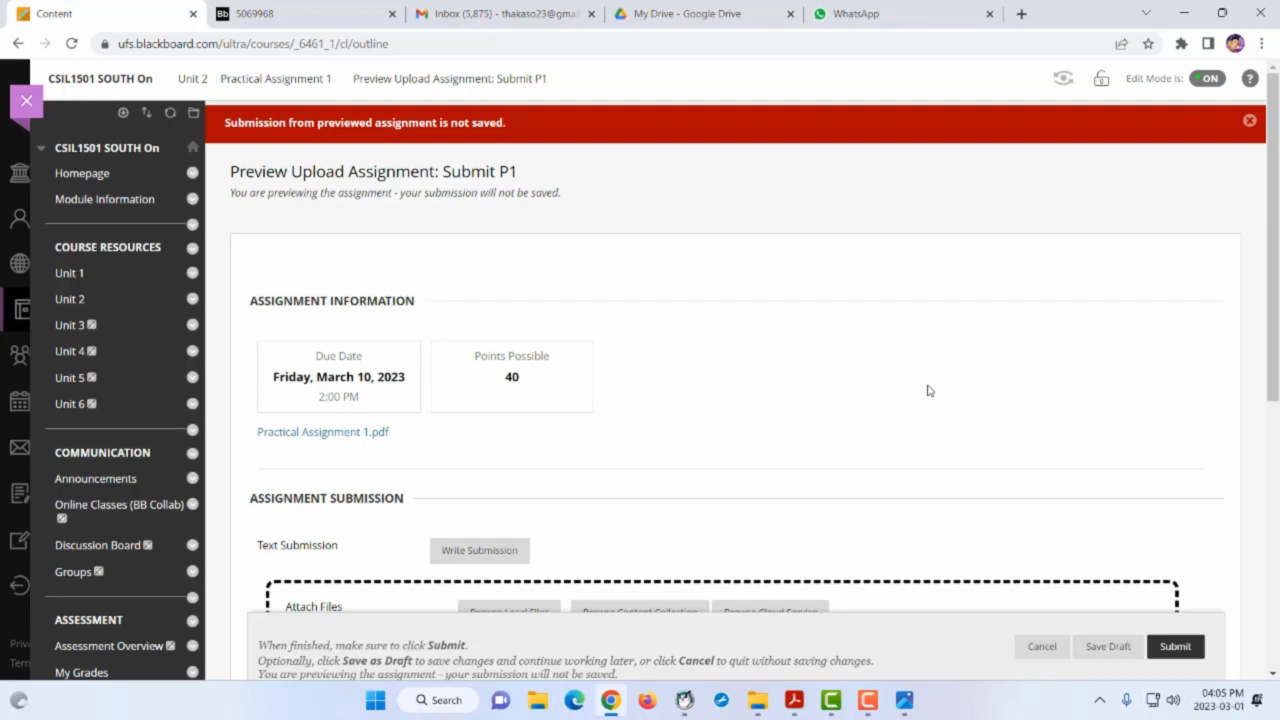 Content
Bb 5069968
Inbox (5,875) - thakaso23@gmai
My Drive - Google Drive
WhatsApp
ufs.blackboard.com/ultra/courses/_6461_1/cl/outline
CSIL1501 SOUTH On Unit 2 Practical Assignment 1 Preview Upload Assignment: Submit P1 Edit Mode is: ON ?
Submission from previewed assignment is not saved.
CSIL1501 SOUTH On
Homepage
Module Information
COURSE RESOURCES
Unit 1
Unit 2
Unit 3
Unit 4
Unit 5
Unit 6
COMMUNICATION
Announcements
Online Classes (BB Collab)
Discussion Board
Groups
ASSESSMENT
Assessment Overview
My Grades
Priv
Term
Preview Upload Assignment: Submit P1
You are previewing the assignment - your submission will not be saved.
ASSIGNMENT INFORMATION
Due Date
Friday, March 10, 2023
2:00 PM
Points Possible
40
Practical Assignment 1.pdf
ASSIGNMENT SUBMISSION
Text Submission Write Submission
Attach Files Browse Local Files Browse Content Collection Browse Cloud Service
When finished, make sure to click Submit.
Optionally, click Save as Draft to save changes and continue working later, or click Cancel to quit without saving changes.
You are previewing the assignment - your submission will not be saved.
Cancel Save Draft Submit
Search
04:05 PM
2023-03-01